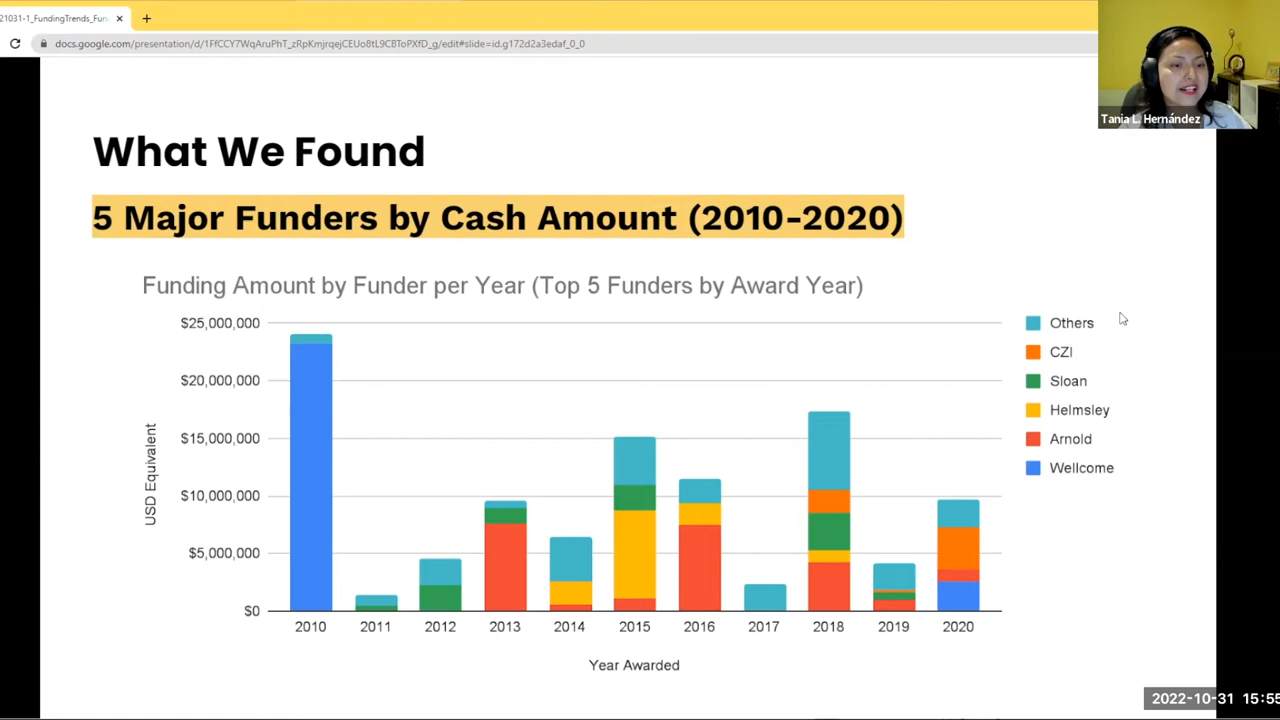 21031-1_FundingTrends_Fun
docs.google.com/presentation/d/1FfCCY7WqAruPhT_zRpKmjrqejCEUo8tL9CBToPXfD_g/edit#slide=id.g172d2a3edaf_0_0
Tania L. Hernández
What We Found
5 Major Funders by Cash Amount (2010-2020)
Funding Amount by Funder per Year (Top 5 Funders by Award Year)
$25,000,000
$20,000,000
$15,000,000
$10,000,000
$5,000,000
$0
USD Equivalent
2010 2011 2012 2013 2014 2015 2016 2017 2018 2019 2020
Year Awarded
Others
CZI
Sloan
Helmsley
Arnold
Wellcome
2022-10-31 15:55